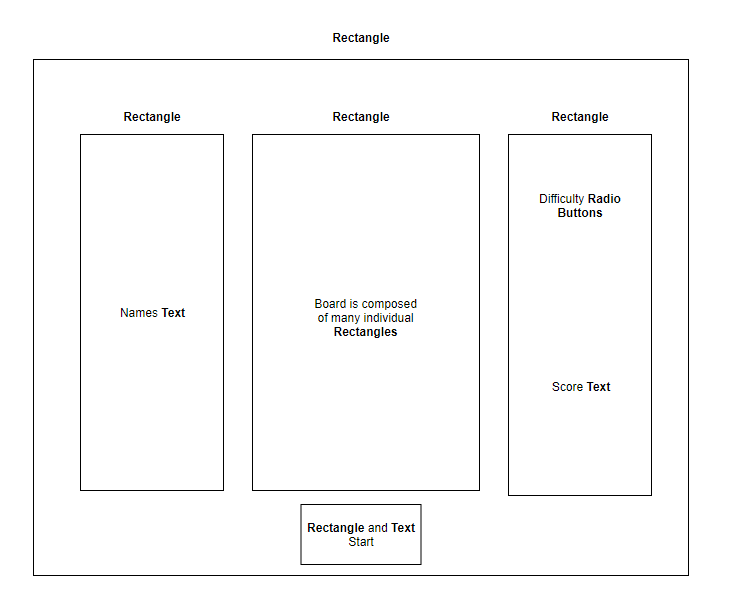 Rectangle
Rectangle
Rectangle
Rectangle
Difficulty Radio
Buttons
Names Text
Board is composed
of many individual
Rectangles
Score Text
Rectangle and Text
Start